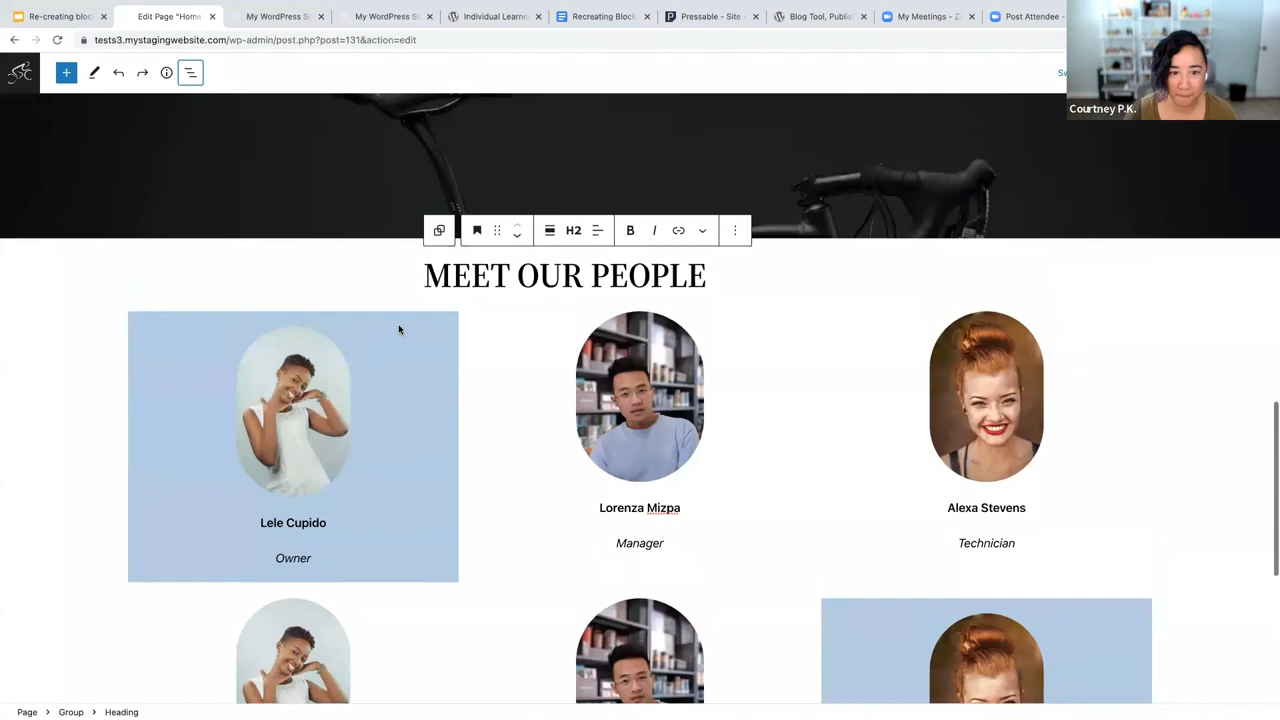 Re-creating block
Edit Page "Home
My WordPress Si
My WordPress Si
Individual Learne
Recreating Block
Pressable - Site
Blog Tool, Publis
My Meetings - Z
Post Attendee -
tests3.mystagingwebsite.com/wp-admin/post.php?post=131&action=edit
Courtney P.K.
H2
B
I
MEET OUR PEOPLE
Lele Cupido
Owner
Lorenza Mizpa
Manager
Alexa Stevens
Technician
Page > Group > Heading